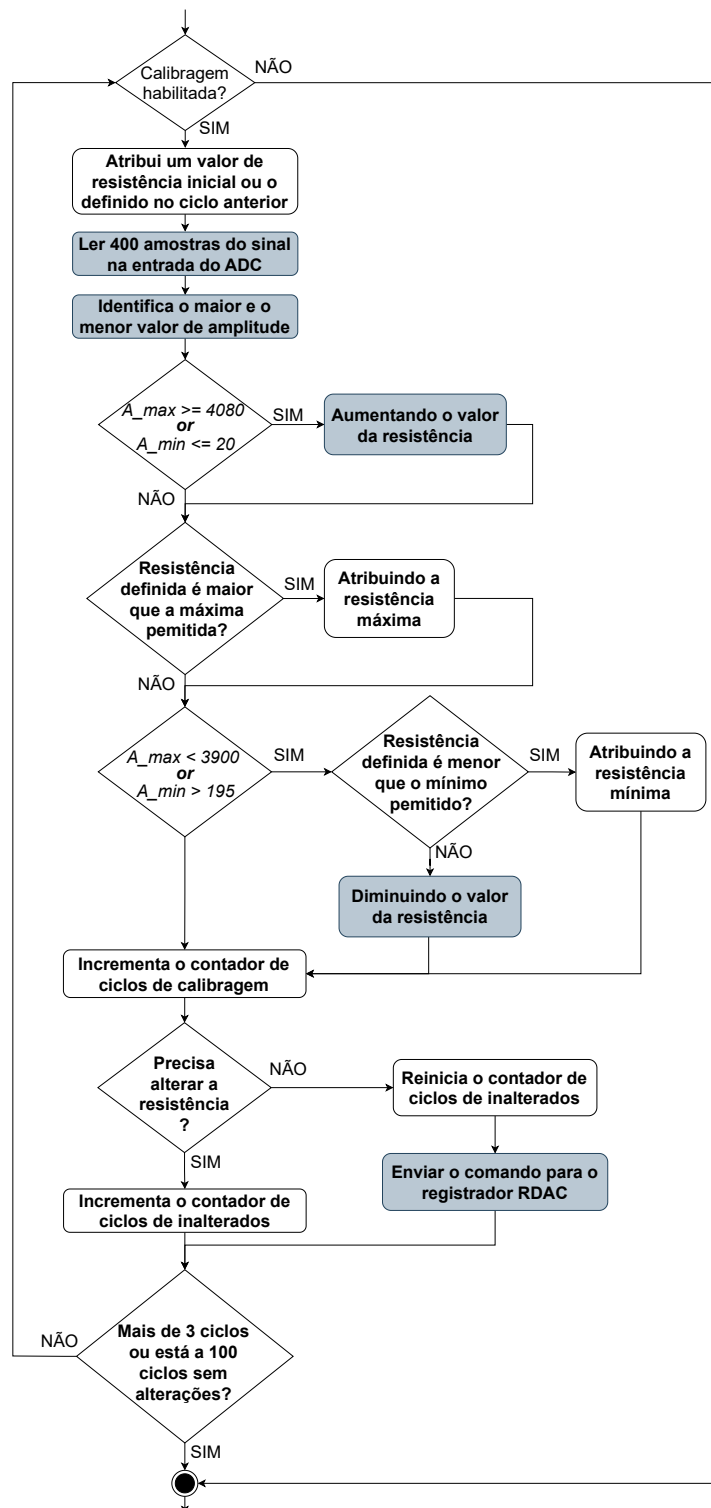 Calibragem
habilitada?
NÃO
SIM
Atribui um valor de
resistência inicial ou o
definido no ciclo anterior
Ler 400 amostras do sinal
na entrada do ADC
Identifica o maior e o
menor valor de amplitude
A_max >= 4080
or
A_min <= 20
SIM
Aumentando o valor
da resistência
NÃO
Resistência
definida é maior
que a máxima
pemitida?
SIM
Atribuindo a
resistência
máxima
NÃO
A_max < 3900
or
A_min > 195
SIM
Resistência
definida é menor
que o mínimo
pemitido?
SIM
Atribuindo a
resistência
mínima
NÃO
Diminuindo o valor
da resistência
Incrementa o contador de
ciclos de calibragem
Precisa
alterar a
resistência
?
NÃO
Reinicia o contador de
ciclos de inalterados
SIM
Enviar o comando para o
registrador RDAC
Incrementa o contador de
ciclos de inalterados
Mais de 3 ciclos
ou está a 100
ciclos sem
alterações?
NÃO
SIM